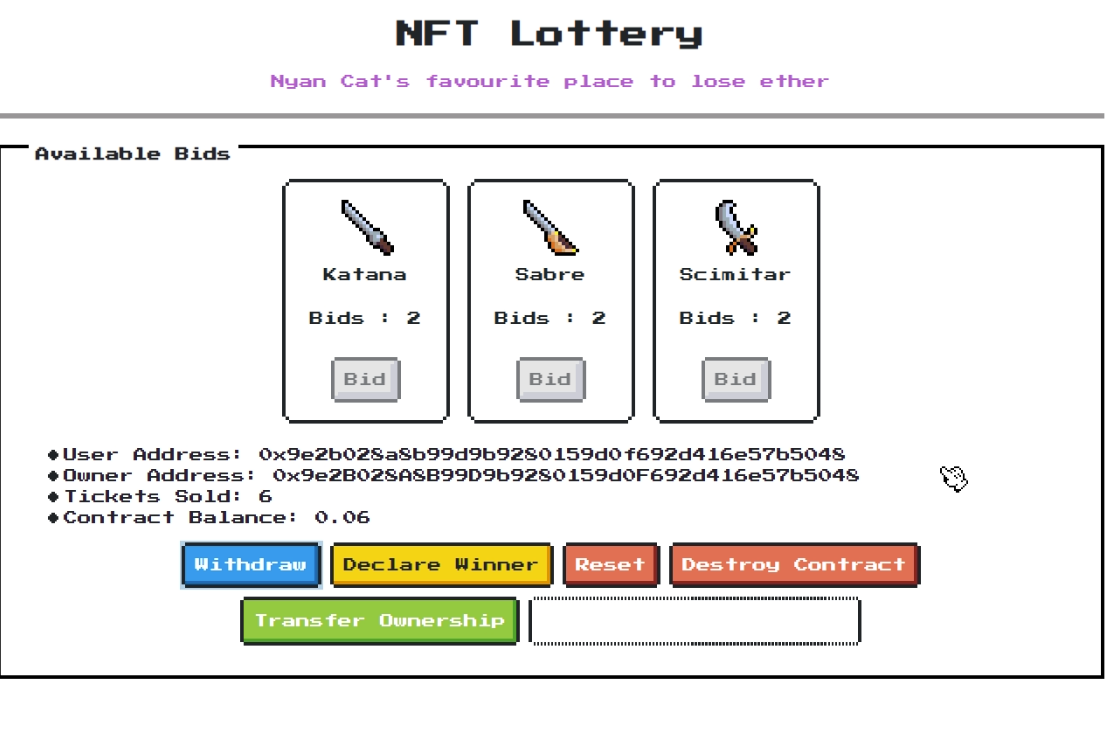 NFT Lottery
Nyan Cat's favourite place to lose ether
Available Bids
Katana Sabre Scimitar
Bids : 2 Bids : 2 Bids : 2
Bid Bid Bid
User Address: 0x9e2b028a8b99d9b9280159d0f692d416e57b5048
Owner Address: 0x9e2B028A8B99D9b9280159d0F692d416e57b5048
Tickets Sold: 6
Contract Balance: 0.06
Withdraw Declare Winner Reset Destroy Contract
Transfer Ownership